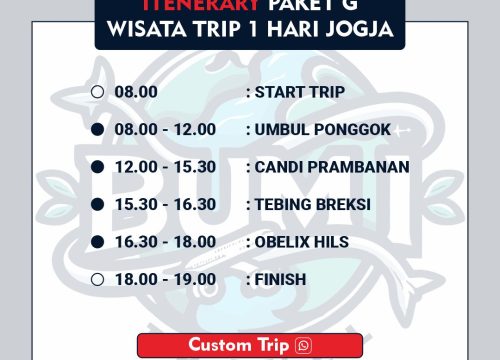 ITENERARY PAKET G
WISATA TRIP 1 HARI JOGJA
08.00 : START TRIP
08.00 - 12.00 : UMBUL PONGGOK
12.00 - 15.30 : CANDI PRAMBANAN
15.30 - 16.30 : TEBING BREKSI
16.30 - 18.00 : OBELIX HILS
18.00 - 19.00 : FINISH
BUMI
Custom Trip